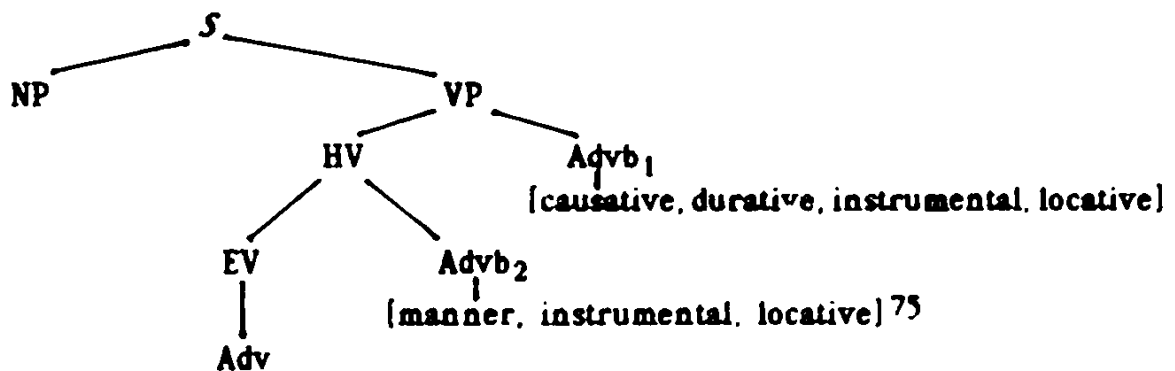 S
NP VP
HV Advb₁
[causative, durative, instrumental, locative]
EV Advb₂
[manner, instrumental, locative] 75
Adv